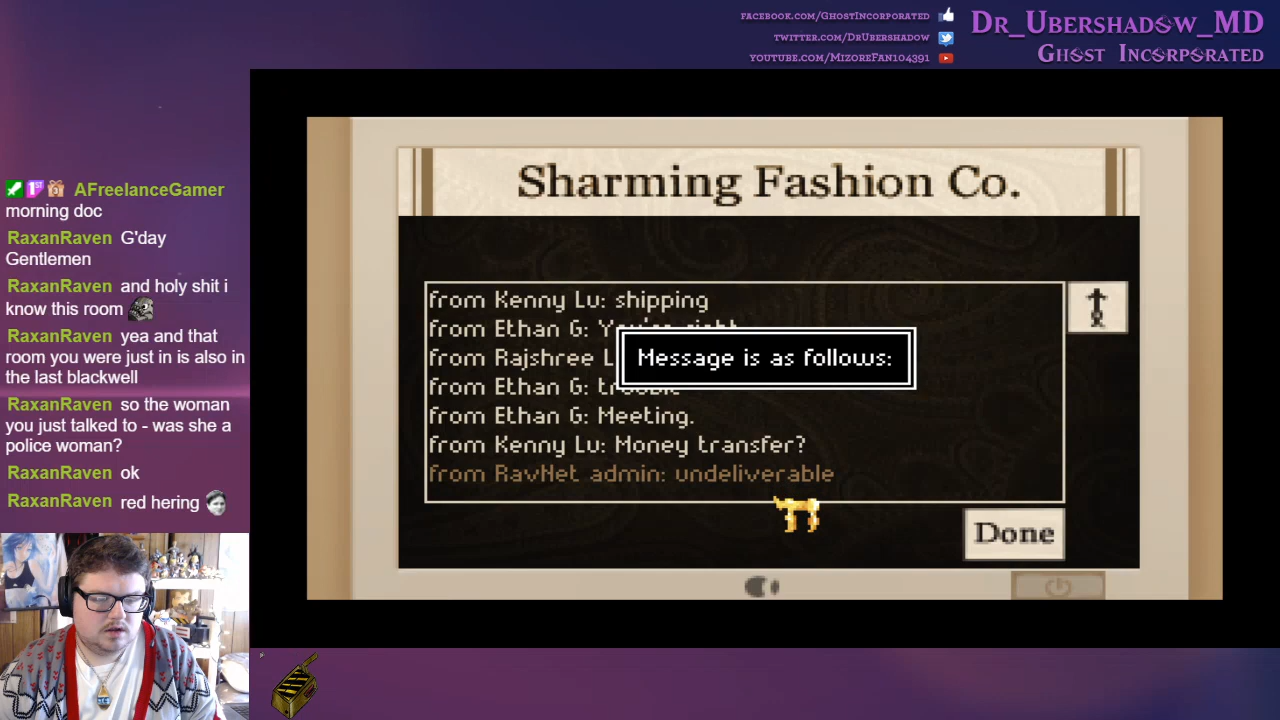 FACEBOOK.COM/GHOSTINCORPORATED
TWITTER.COM/DRUBERSHADOW
YOUTUBE.COM/MIZOREFAN104391
Dr_Ubershadow_MD
Ghost Incorporated
AFreelanceGamer
morning doc
RaxanRaven G'day
Gentlemen
RaxanRaven and holy shit i
know this room
RaxanRaven yea and that
room you were just in is also in
the last blackwell
RaxanRaven so the woman
you just talked to - was she a
police woman?
RaxanRaven ok
RaxanRaven red hering
Sharming Fashion Co.
from Kenny Lu: shipping
from Ethan G: You're right
from Rajshree
Message is as follows:
from Ethan G: trouble
from Ethan G: Meeting.
from Kenny Lu: Money transfer?
from RavNet admin: undeliverable
Done